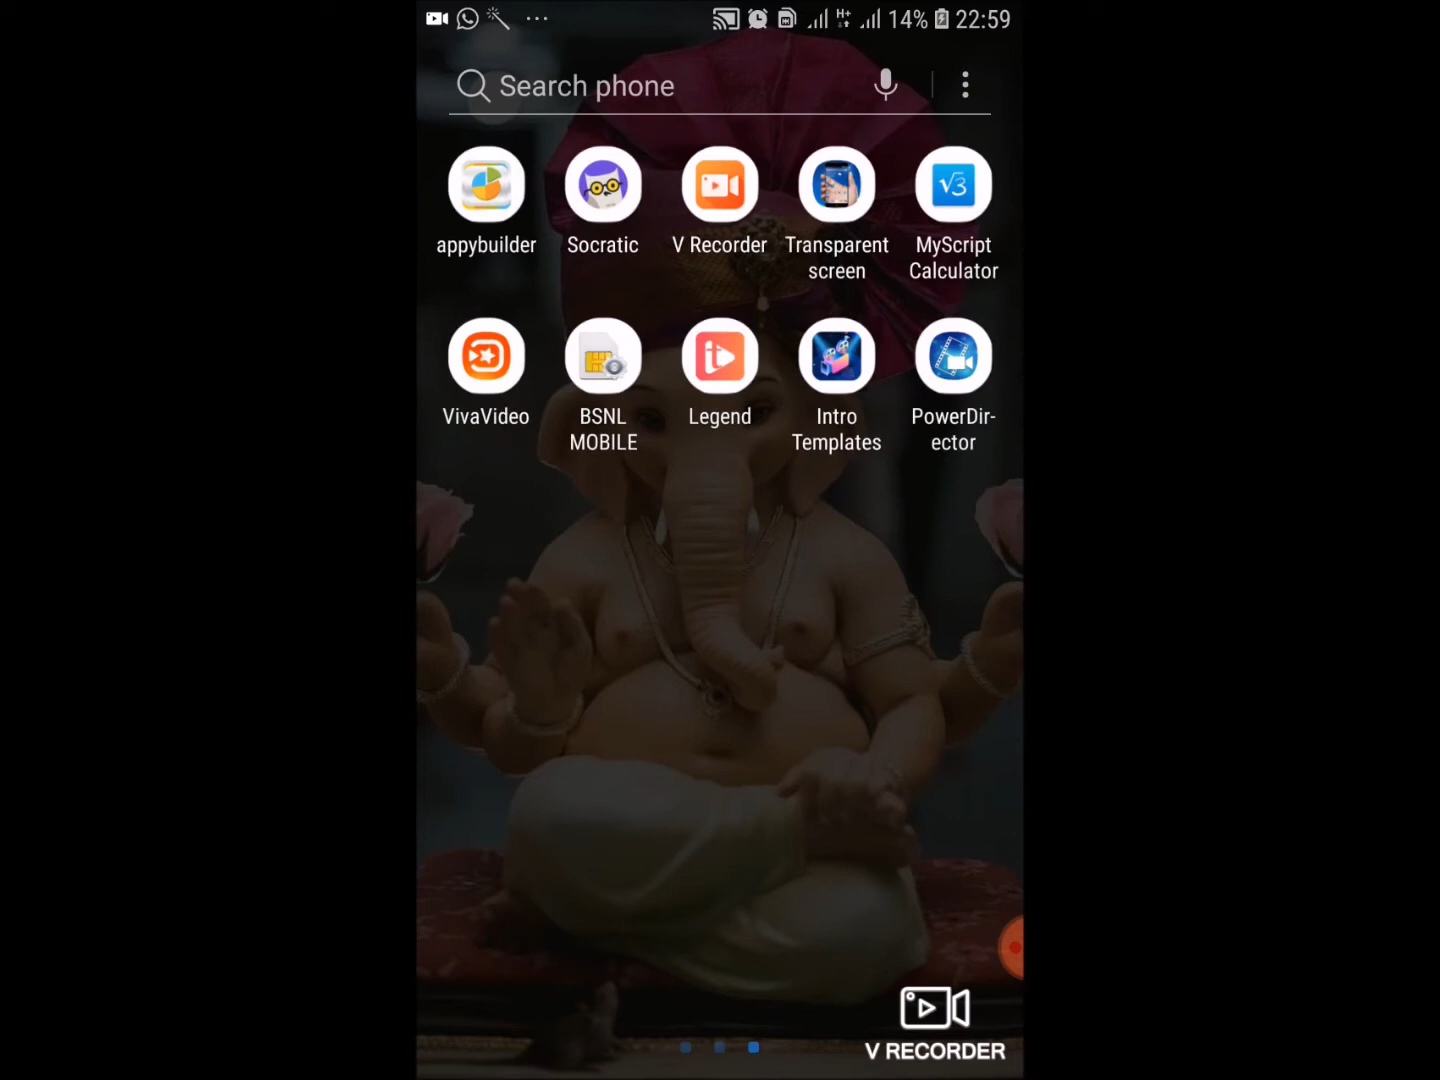 H+ 14% 22:59
Search phone
appybuilder Socratic V Recorder Transparent screen MyScript Calculator
√3
VivaVideo BSNL MOBILE Legend Intro Templates PowerDir-ector
V RECORDER